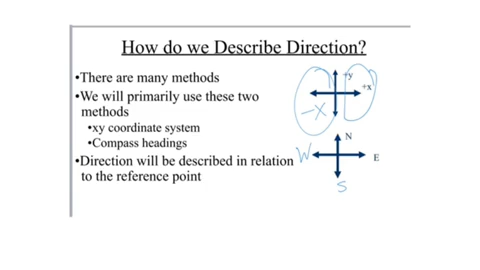 How do we Describe Direction?
•There are many methods
•We will primarily use these two
methods
•xy coordinate system
•Compass headings
•Direction will be described in relation
to the reference point
+y
+x
-X
N
W
E
S